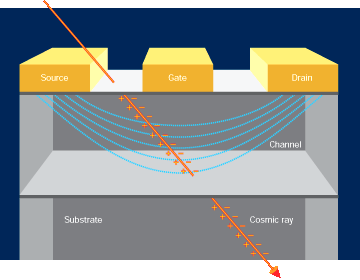 Source
Gate
Drain
Channel
Substrate
Cosmic ray